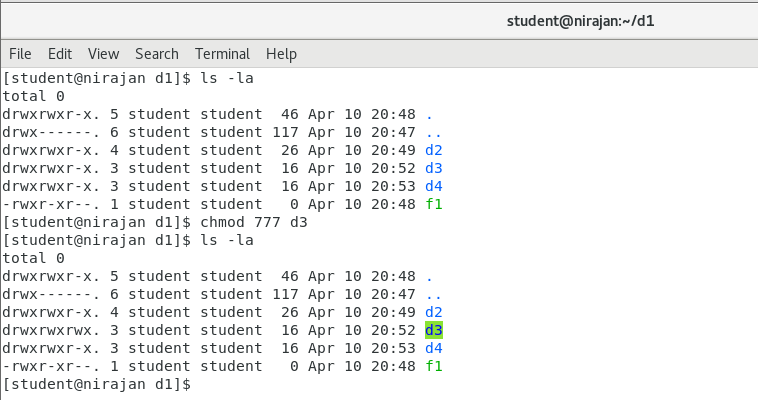 student@nirajan:~/d1
File Edit View Search Terminal Help
[student@nirajan d1]$ ls -la
total 0
drwxrwxr-x. 5 student student  46 Apr 10 20:48 .
drwx------. 6 student student 117 Apr 10 20:47 ..
drwxrwxr-x. 4 student student  26 Apr 10 20:49 d2
drwxrwxr-x. 3 student student  16 Apr 10 20:52 d3
drwxrwxr-x. 3 student student  16 Apr 10 20:53 d4
-rwxr-xr--. 1 student student   0 Apr 10 20:48 f1
[student@nirajan d1]$ chmod 777 d3
[student@nirajan d1]$ ls -la
total 0
drwxrwxr-x. 5 student student  46 Apr 10 20:48 .
drwx------. 6 student student 117 Apr 10 20:47 ..
drwxrwxr-x. 4 student student  26 Apr 10 20:49 d2
drwxrwxrwx. 3 student student  16 Apr 10 20:52 d3
drwxrwxr-x. 3 student student  16 Apr 10 20:53 d4
-rwxr-xr--. 1 student student   0 Apr 10 20:48 f1
[student@nirajan d1]$